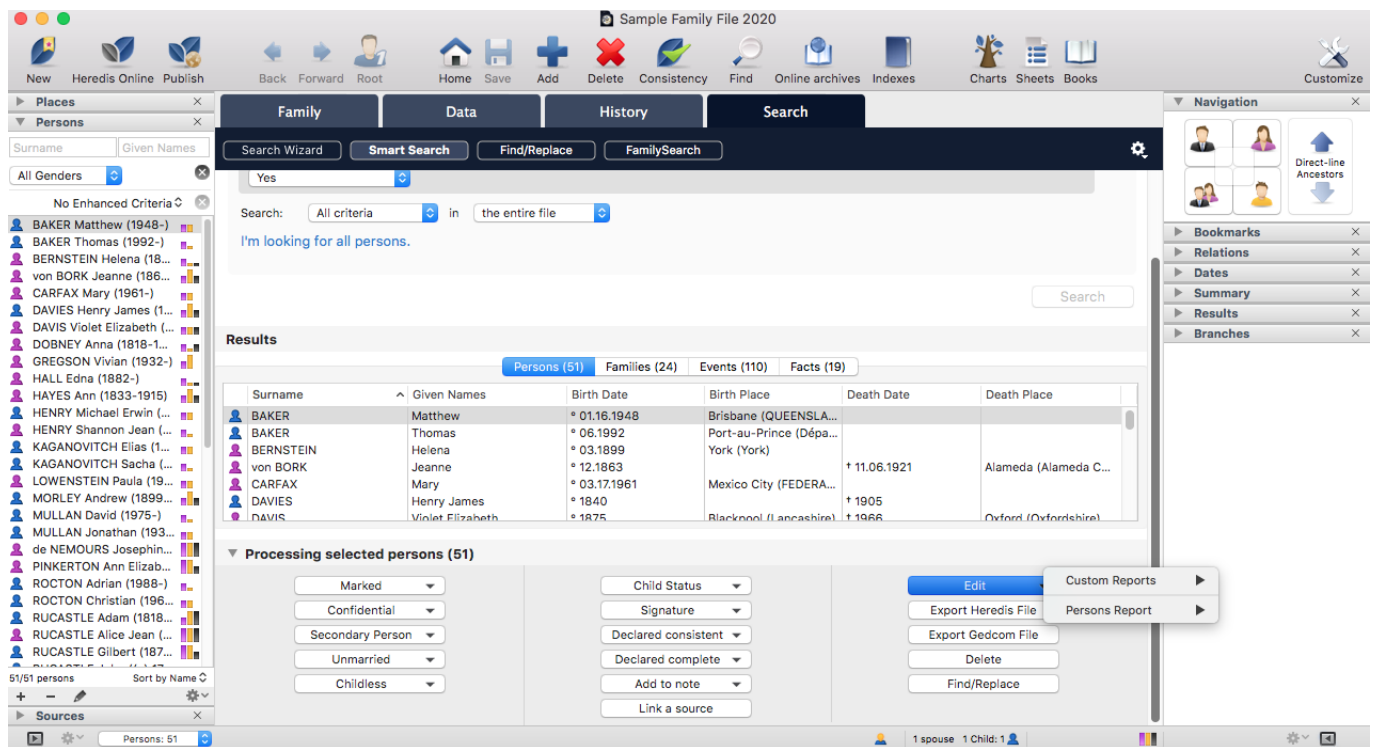 Sample Family File 2020
New Heredis Online Publish Back Forward Root Home Save Add Delete Consistency Find Online archives Indexes Charts Sheets Books Customize
Places
Persons
Surname Given Names
All Genders
No Enhanced Criteria
BAKER Matthew (1948-)
BAKER Thomas (1992-)
BERNSTEIN Helena (18...
von BORK Jeanne (186...
CARFAX Mary (1961-)
DAVIES Henry James (1...
DAVIS Violet Elizabeth (...
DOBNEY Anna (1818-1...
GREGSON Vivian (1932-)
HALL Edna (1882-)
HAYES Ann (1833-1915)
HENRY Michael Erwin (...
HENRY Shannon Jean (...
KAGANOVITCH Elias (1...
KAGANOVITCH Sacha (...
LOWENSTEIN Paula (19...
MORLEY Andrew (1899...
MULLAN David (1975-)
MULLAN Jonathan (193...
de NEMOURS Josephin...
PINKERTON Ann Elizab...
ROCTON Adrian (1988-)
ROCTON Christian (196...
RUCASTLE Adam (1818...
RUCASTLE Alice Jean (...
RUCASTLE Gilbert (187...
51/51 persons Sort by Name
Sources
Persons: 51
Family Data History Search
Search Wizard Smart Search Find/Replace FamilySearch
Yes
Search: All criteria in the entire file
I'm looking for all persons.
Search
Results
Persons (51) Families (24) Events (110) Facts (19)
Surname Given Names Birth Date Birth Place Death Date Death Place
BAKER Matthew ° 01.16.1948 Brisbane (QUEENSLA...
BAKER Thomas ° 06.1992 Port-au-Prince (Dépa...
BERNSTEIN Helena ° 03.1899 York (York)
von BORK Jeanne ° 12.1863 † 11.06.1921 Alameda (Alameda C...
CARFAX Mary ° 03.17.1961 Mexico City (FEDERA...
DAVIES Henry James ° 1840 † 1905
DAVIS Violet Elizabeth ° 1875 Blackpool (Lancashire) † 1966 Oxford (Oxfordshire)
Processing selected persons (51)
Marked Child Status Edit
Confidential Signature Export Heredis File
Secondary Person Declared consistent Export Gedcom File
Unmarried Declared complete Delete
Childless Add to note Find/Replace
Link a source
Custom Reports
Persons Report
1 spouse 1 Child: 1
Navigation
Direct-line
Ancestors
Bookmarks
Relations
Dates
Summary
Results
Branches